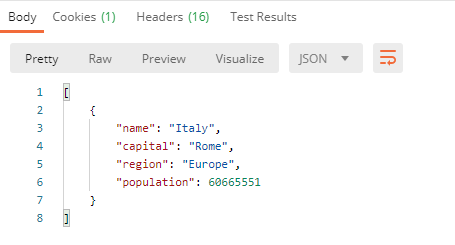 Body Cookies (1) Headers (16) Test Results
Pretty Raw Preview Visualize JSON
1 [
2 {
3 "name": "Italy",
4 "capital": "Rome",
5 "region": "Europe",
6 "population": 60665551
7 }
8 ]